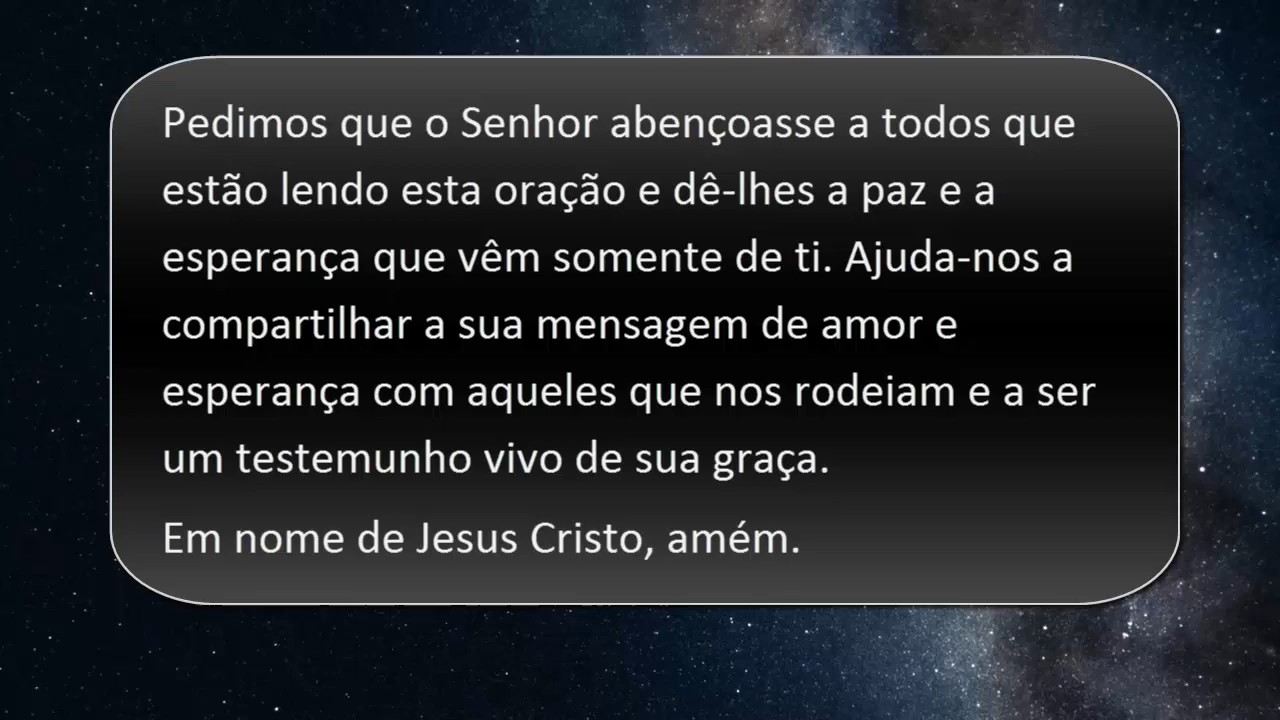 Pedimos que o Senhor abençoasse a todos que
estão lendo esta oração e dê-lhes a paz e a
esperança que vêm somente de ti. Ajuda-nos a
compartilhar a sua mensagem de amor e
esperança com aqueles que nos rodeiam e a ser
um testemunho vivo de sua graça.
Em nome de Jesus Cristo, amém.